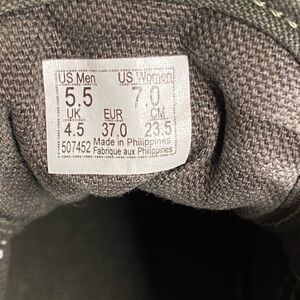 US Men US Women
5.5 7.0
UK EUR CM
4.5 37.0 23.5
507452 Made in Philippines
Fabrique aux Philippines